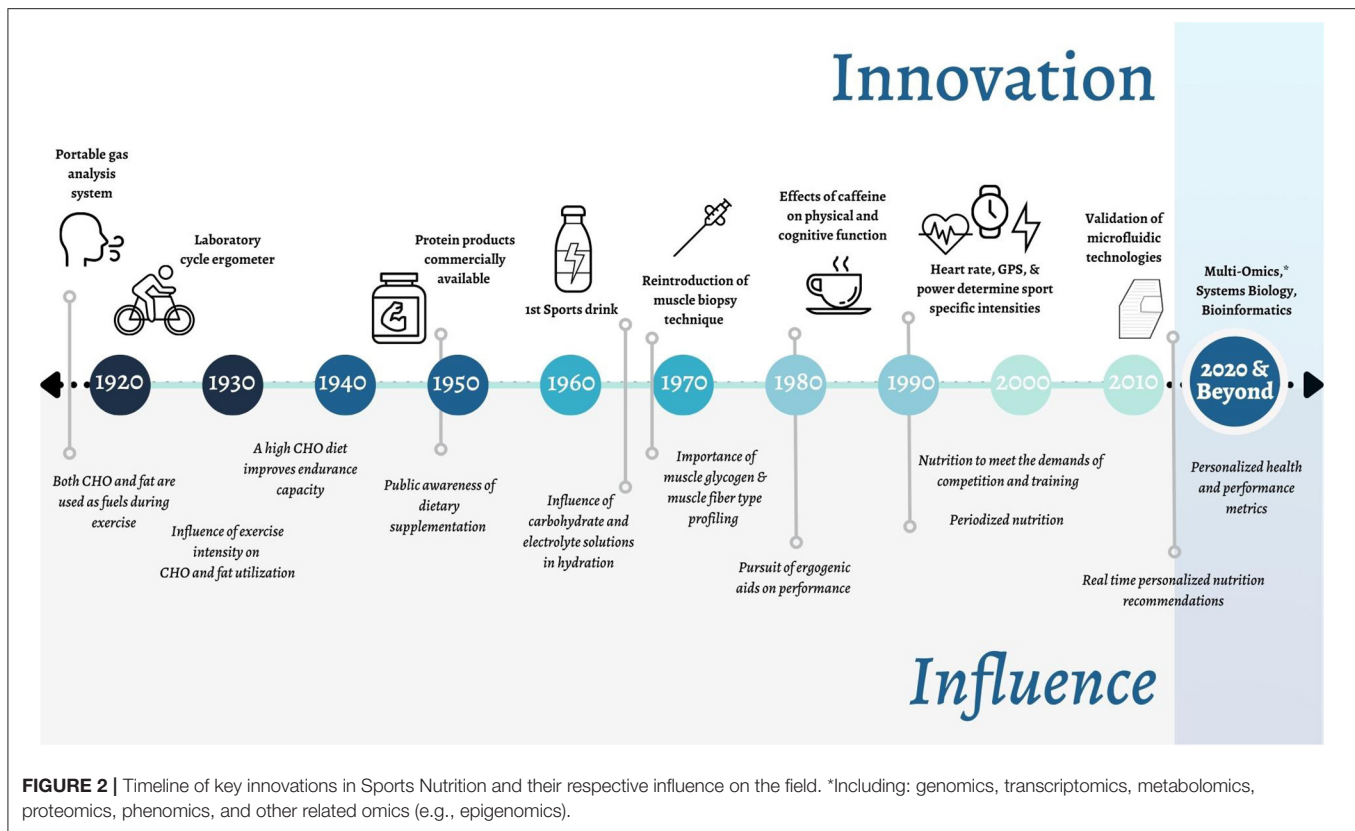 Innovation
Portable gas
analysis
system
Laboratory
cycle ergometer
Protein products
commercially
available
1st Sports drink
Reintroduction of
muscle biopsy
technique
Effects of caffeine
on physical and
cognitive function
Heart rate, GPS, &
power determine sport
specific intensities
Validation of
microfluidic
technologies
Multi-Omics,*
Systems Biology,
Bioinformatics
1920
1930
1940
1950
1960
1970
1980
1990
2000
2010
2020 &
Beyond
Both CHO and fat are
used as fuels during
exercise
Influence of exercise
intensity on
CHO and fat utilization
A high CHO diet
improves endurance
capacity
Public awareness of
dietary
supplementation
Influence of
carbohydrate and
electrolyte solutions
in hydration
Importance of
muscle glycogen &
muscle fiber type
profiling
Pursuit of ergogenic
aids on performance
Nutrition to meet the demands of
competition and training
Periodized nutrition
Real time personalized nutrition
recommendations
Personalized health
and performance
metrics
Influence
FIGURE 2 | Timeline of key innovations in Sports Nutrition and their respective influence on the field. *Including: genomics, transcriptomics, metabolomics,
proteomics, phenomics, and other related omics (e.g., epigenomics).